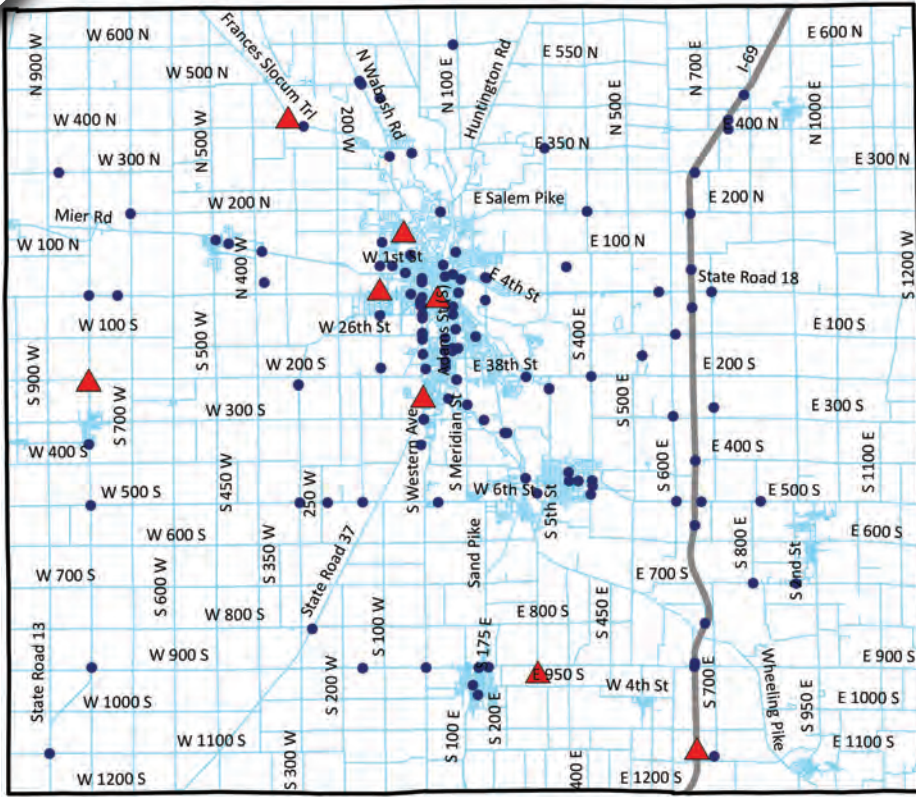 W 600 N
Frances Slocum Trl
N Wabash Rd
N 100 E
Huntington Rd
E 550 N
N 700 E
I-69
E 600 N
N 900 W
W 500 N
200 W
N 500 E
N 1000 E
W 400 N
N 500 W
E 400 N
W 300 N
E 350 N
E 300 N
W 200 N
E Salem Pike
E 200 N
Mier Rd
W 100 N
N 400 W
W 1st St
E 100 N
S 1200 W
E 4th St
State Road 18
W 100 S
W 26th St
Adams St (S)
S 400 E
E 100 S
S 900 W
S 500 W
W 200 S
E 38th St
E 200 S
S 700 W
W 300 S
S 500 E
E 300 S
W 400 S
S 450 W
S Western Ave
S Meridian St
S 600 E
E 400 S
S 1100 E
W 500 S
250 W
W 6th St
S 5th St
E 500 S
W 600 S
S 350 W
State Road 37
Sand Pike
S 800 E
E 600 S
W 700 S
S 600 W
E 700 S
S 2nd St
W 800 S
S 100 W
E 800 S
S 450 E
State Road 13
W 900 S
S 200 W
S 175 E
E 950 S
W 4th St
S 700 E
Wheeling Pike
S 950 E
E 900 S
W 1000 S
S 100 E
S 200 E
E 1000 S
W 1100 S
S 300 W
E 1100 S
W 1200 S
400 E
E 1200 S